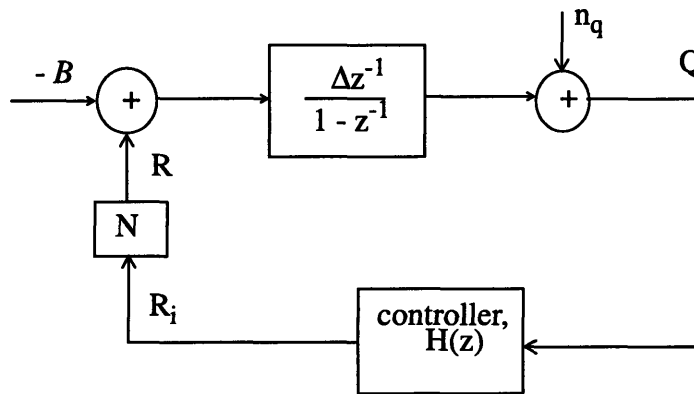 n_q
- B
+
Δz⁻¹
1 - z⁻¹
+
Q
R
N
R_i
controller,
H(z)